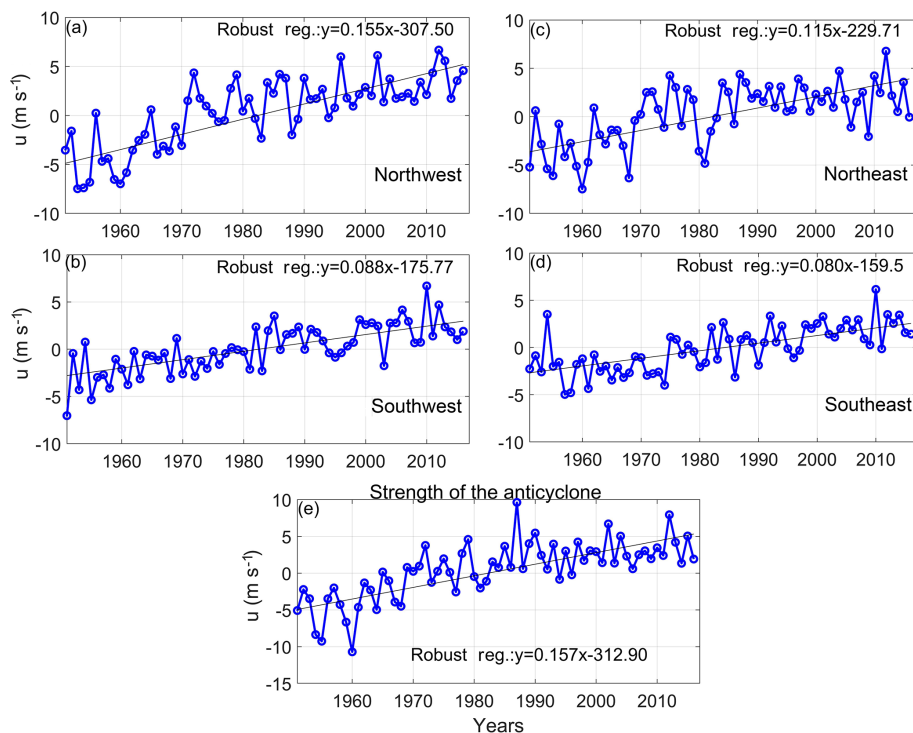 (a)
Robust reg.:y=0.155x-307.50
10
5
0
-5
-10
u (m s⁻¹)
Northwest
1960 1970 1980 1990 2000 2010
(c)
Robust reg.:y=0.115x-229.71
10
5
0
-5
-10
Northeast
1960 1970 1980 1990 2000 2010
(b)
Robust reg.:y=0.088x-175.77
10
5
0
-5
-10
u (m s⁻¹)
Southwest
1960 1970 1980 1990 2000 2010
(d)
Robust reg.:y=0.080x-159.5
10
5
0
-5
-10
Southeast
1960 1970 1980 1990 2000 2010
Strength of the anticyclone
(e)
10
5
0
-5
-10
-15
u (m s⁻¹)
Robust reg.:y=0.157x-312.90
1960 1970 1980 1990 2000 2010
Years